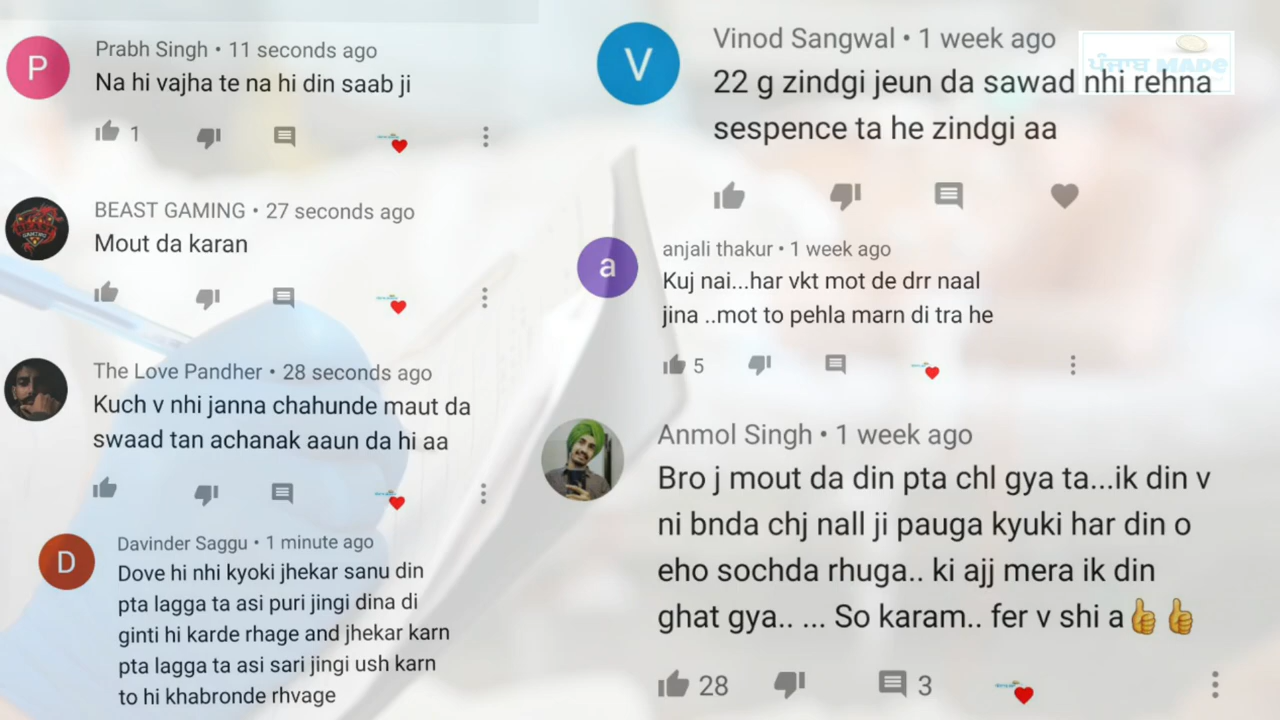 P
Prabh Singh • 11 seconds ago
Na hi vajha te na hi din saab ji
1
BEAST GAMING • 27 seconds ago
Mout da karan
The Love Pandher • 28 seconds ago
Kuch v nhi janna chahunde maut da
swaad tan achanak aaun da hi aa
D
Davinder Saggu • 1 minute ago
Dove hi nhi kyoki jhekar sanu din
pta lagga ta asi puri jingi dina di
ginti hi karde rhage and jhekar karn
pta lagga ta asi sari jingi ush karn
to hi khabronde rhvage
V
Vinod Sangwal • 1 week ago
ਪੰਜਾਬ MADE
22 g zindgi jeun da sawad nhi rehna
sespence ta he zindgi aa
a
anjali thakur • 1 week ago
Kuj nai...har vkt mot de drr naal
jina ..mot to pehla marn di tra he
5
Anmol Singh • 1 week ago
Bro j mout da din pta chl gya ta...ik din v
ni bnda chj nall ji pauga kyuki har din o
eho sochda rhuga.. ki ajj mera ik din
ghat gya.. ... So karam.. fer v shi a👍👍
28 3